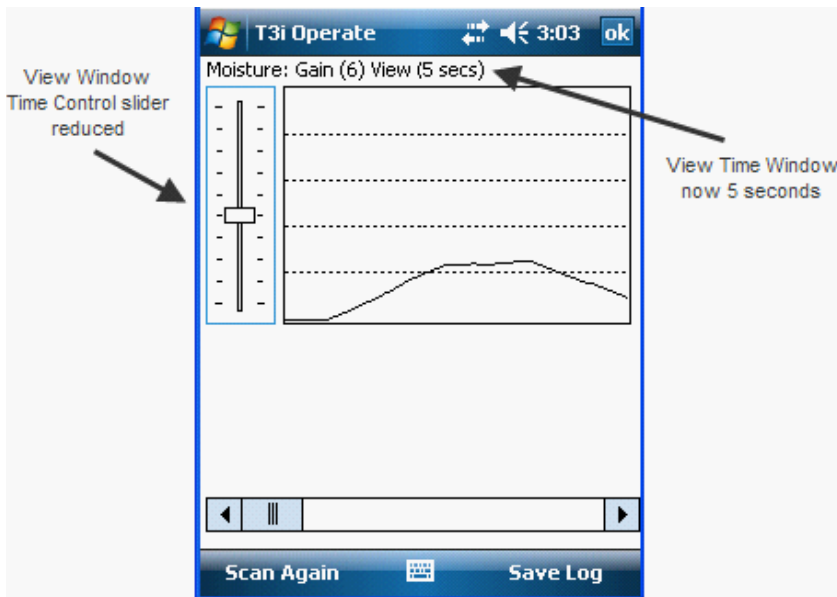 T3i Operate 3:03 ok
Moisture: Gain (6) View (5 secs)
View Window
Time Control slider
reduced
View Time Window
now 5 seconds
Scan Again Save Log